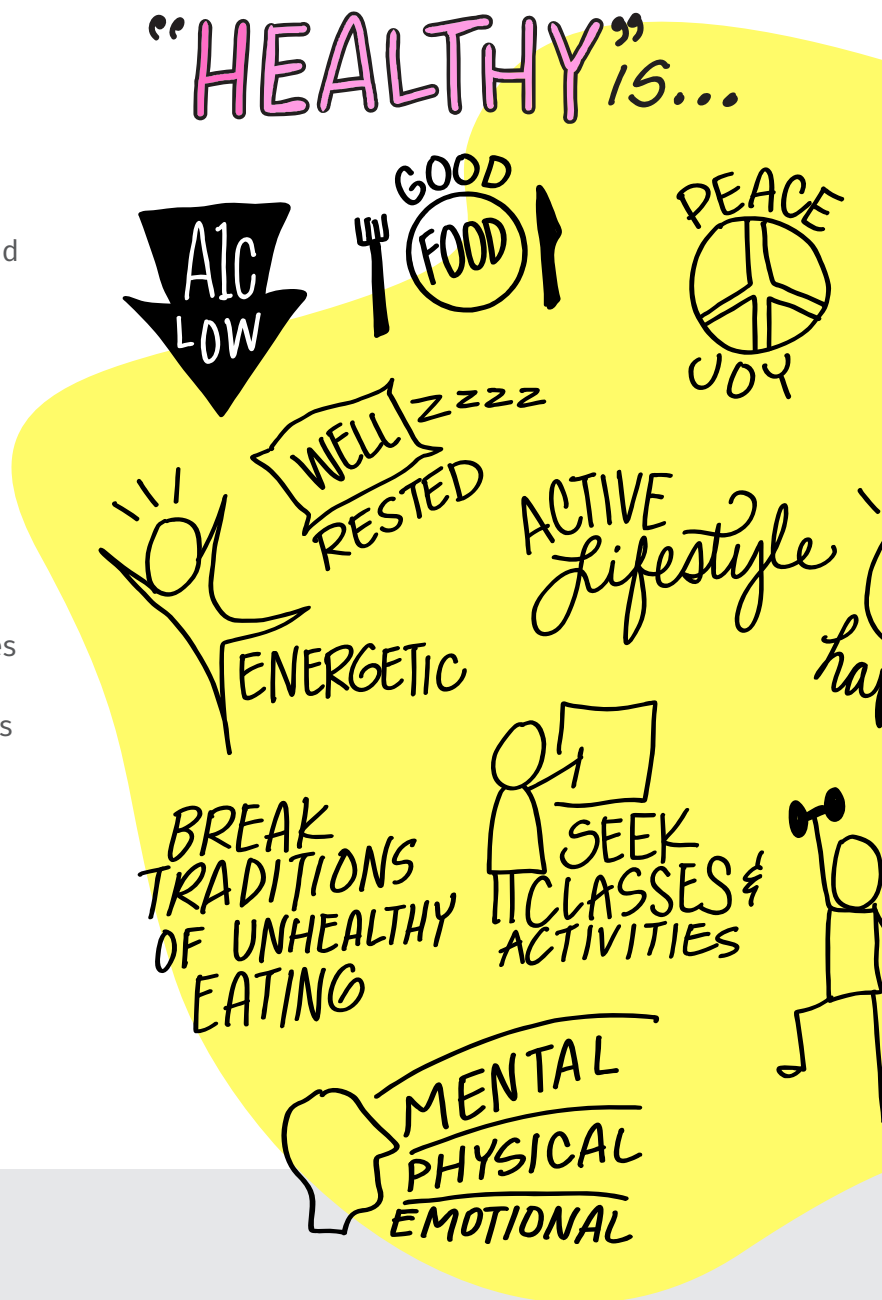 "HEALTHY" IS...
GOOD
FOOD
PEACE
JOY
A1C
LOW
d
WELL
zzzz
RESTED
ACTIVE
Lifestyle
ENERGETIC
es
s
BREAK
TRADITIONS
OF UNHEALTHY
EATING
SEEK
CLASSES &
ACTIVITIES
MENTAL
PHYSICAL
EMOTIONAL